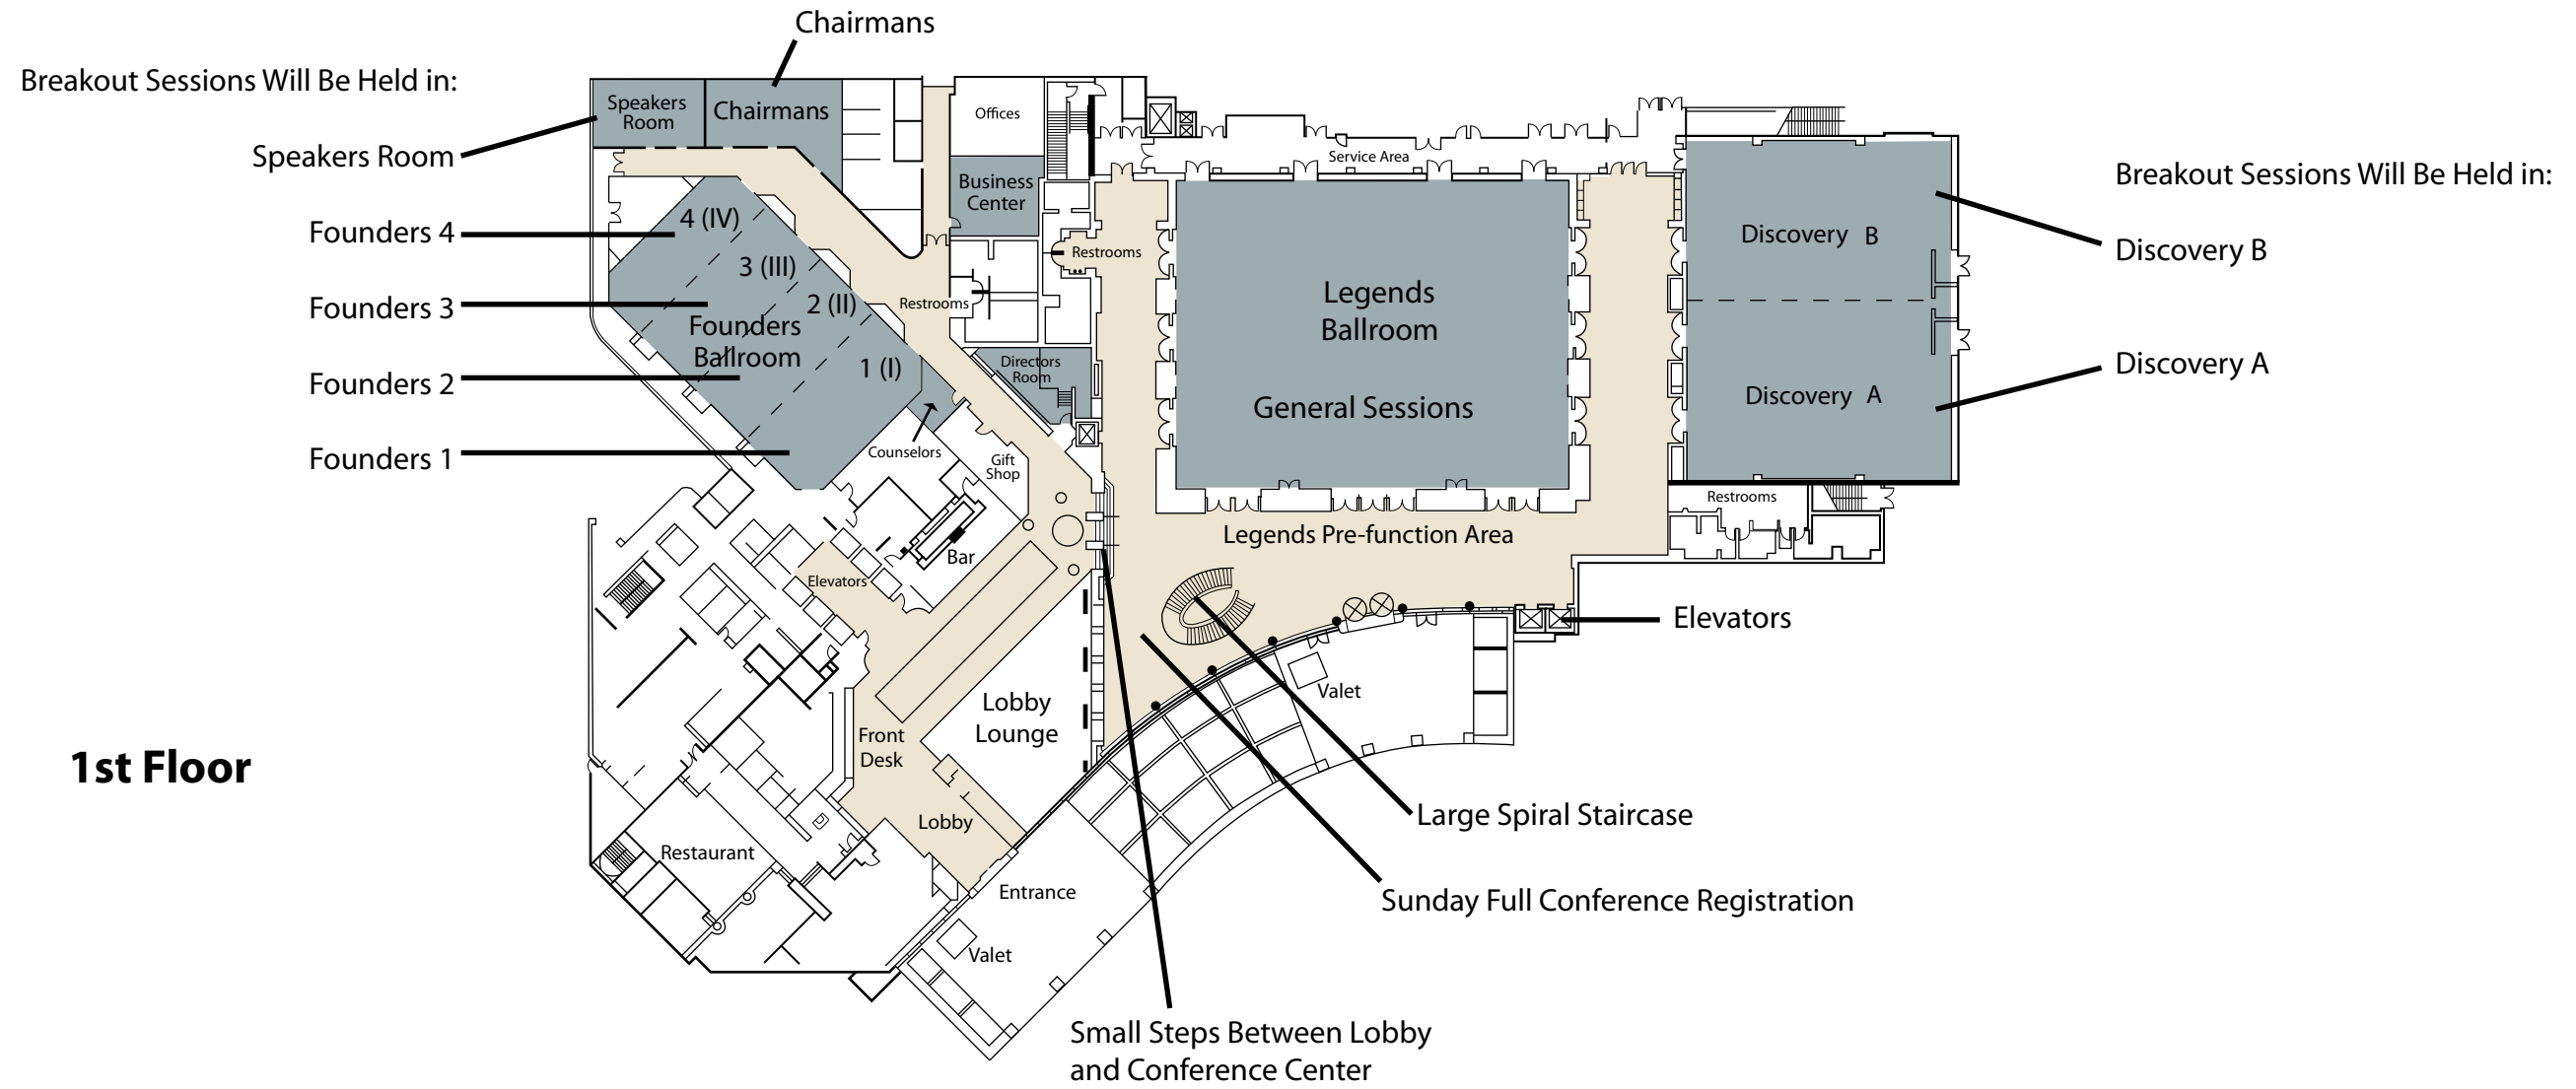 Chairmans
Breakout Sessions Will Be Held in:
Speakers Room
Founders 4
Founders 3
Founders 2
Founders 1
Speakers
Room
Chairmans
Offices
Business
Center
Service Area
Restrooms
4 (IV)
3 (III)
2 (II)
1 (I)
Founders
Ballroom
Restrooms
Directors
Room
Counselors
Gift
Shop
Bar
Elevators
Legends
Ballroom
General Sessions
Legends Pre-function Area
Discovery B
Discovery A
Restrooms
Breakout Sessions Will Be Held in:
Discovery B
Discovery A
Elevators
Lobby
Lounge
Front
Desk
Lobby
Restaurant
Entrance
Valet
Valet
1st Floor
Large Spiral Staircase
Sunday Full Conference Registration
Small Steps Between Lobby
and Conference Center